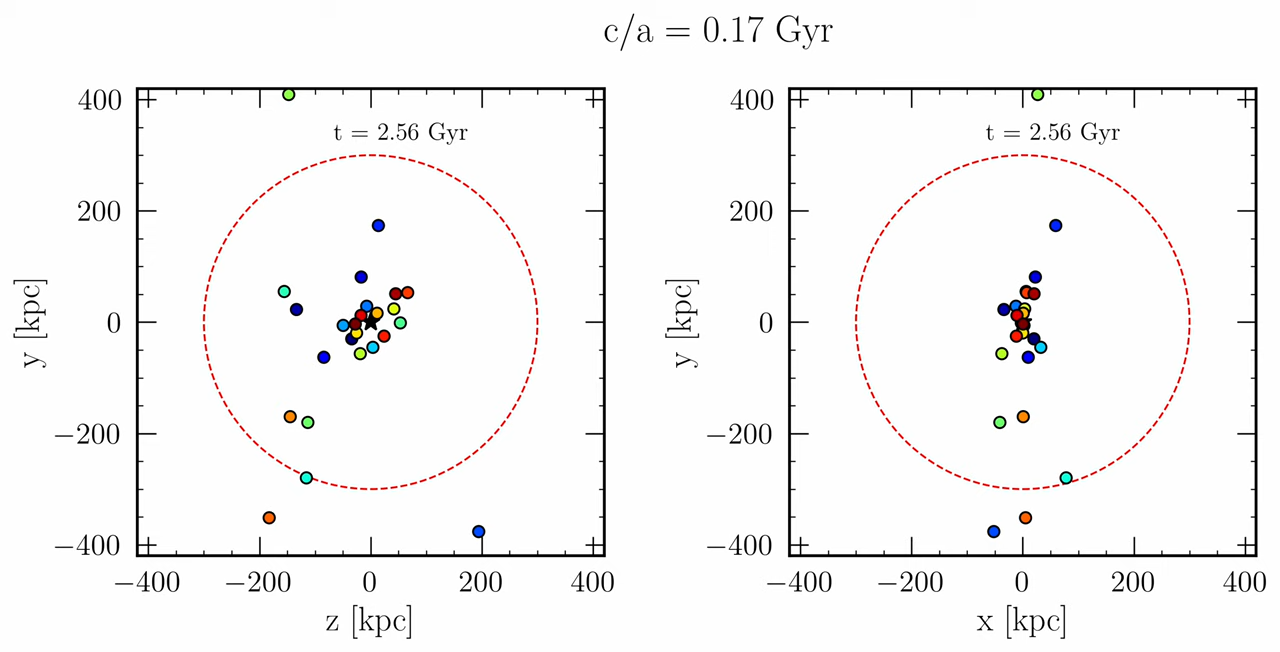 c/a = 0.17 Gyr
t = 2.56 Gyr
400
200
0
−200
−400
y [kpc]
−400 −200 0 200 400
z [kpc]
t = 2.56 Gyr
400
200
0
−200
−400
y [kpc]
−400 −200 0 200 400
x [kpc]